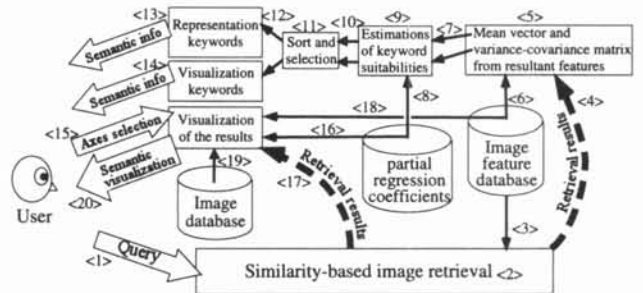 <13>
Representation
keywords
<12>
<11>
<10>
Sort and
selection
<9>
Estimations
of keyword
suitabilities
<7>
<5>
Mean vector and
variance-covariance matrix
from resultant features
Semantic info
<14>
Semantic info
Visualization
keywords
<15>
Axes selection
Visualization
of the results
<18>
<16>
<8>
<6>
<4>
Semantic
visualization
<20>
<19>
Image
database
<17>
Retrieval results
partial
regression
coefficients
Image
feature
database
Retrieval results
<3>
User
<1>
Query
Similarity-based image retrieval <2>